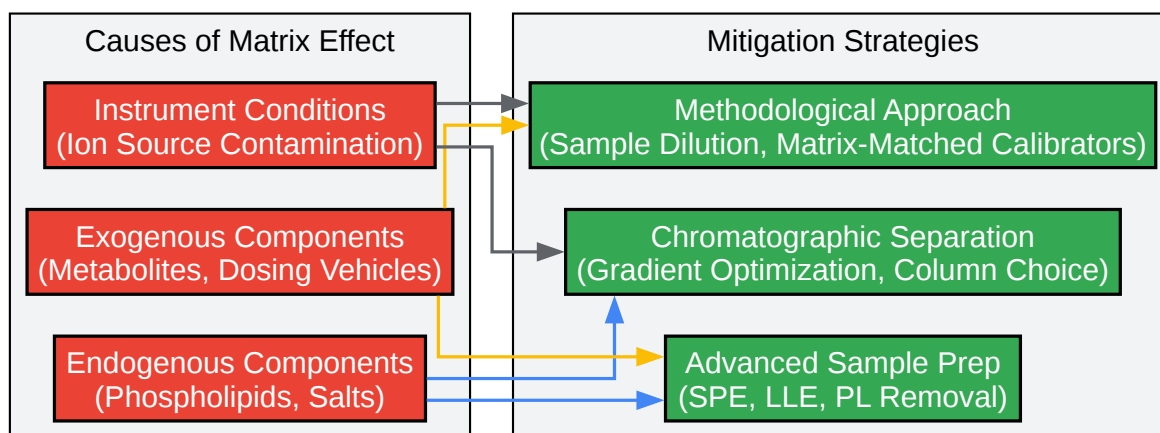 Causes of Matrix Effect
Instrument Conditions
(Ion Source Contamination)
Exogenous Components
(Metabolites, Dosing Vehicles)
Endogenous Components
(Phospholipids, Salts)
Mitigation Strategies
Methodological Approach
(Sample Dilution, Matrix-Matched Calibrators)
Chromatographic Separation
(Gradient Optimization, Column Choice)
Advanced Sample Prep
(SPE, LLE, PL Removal)